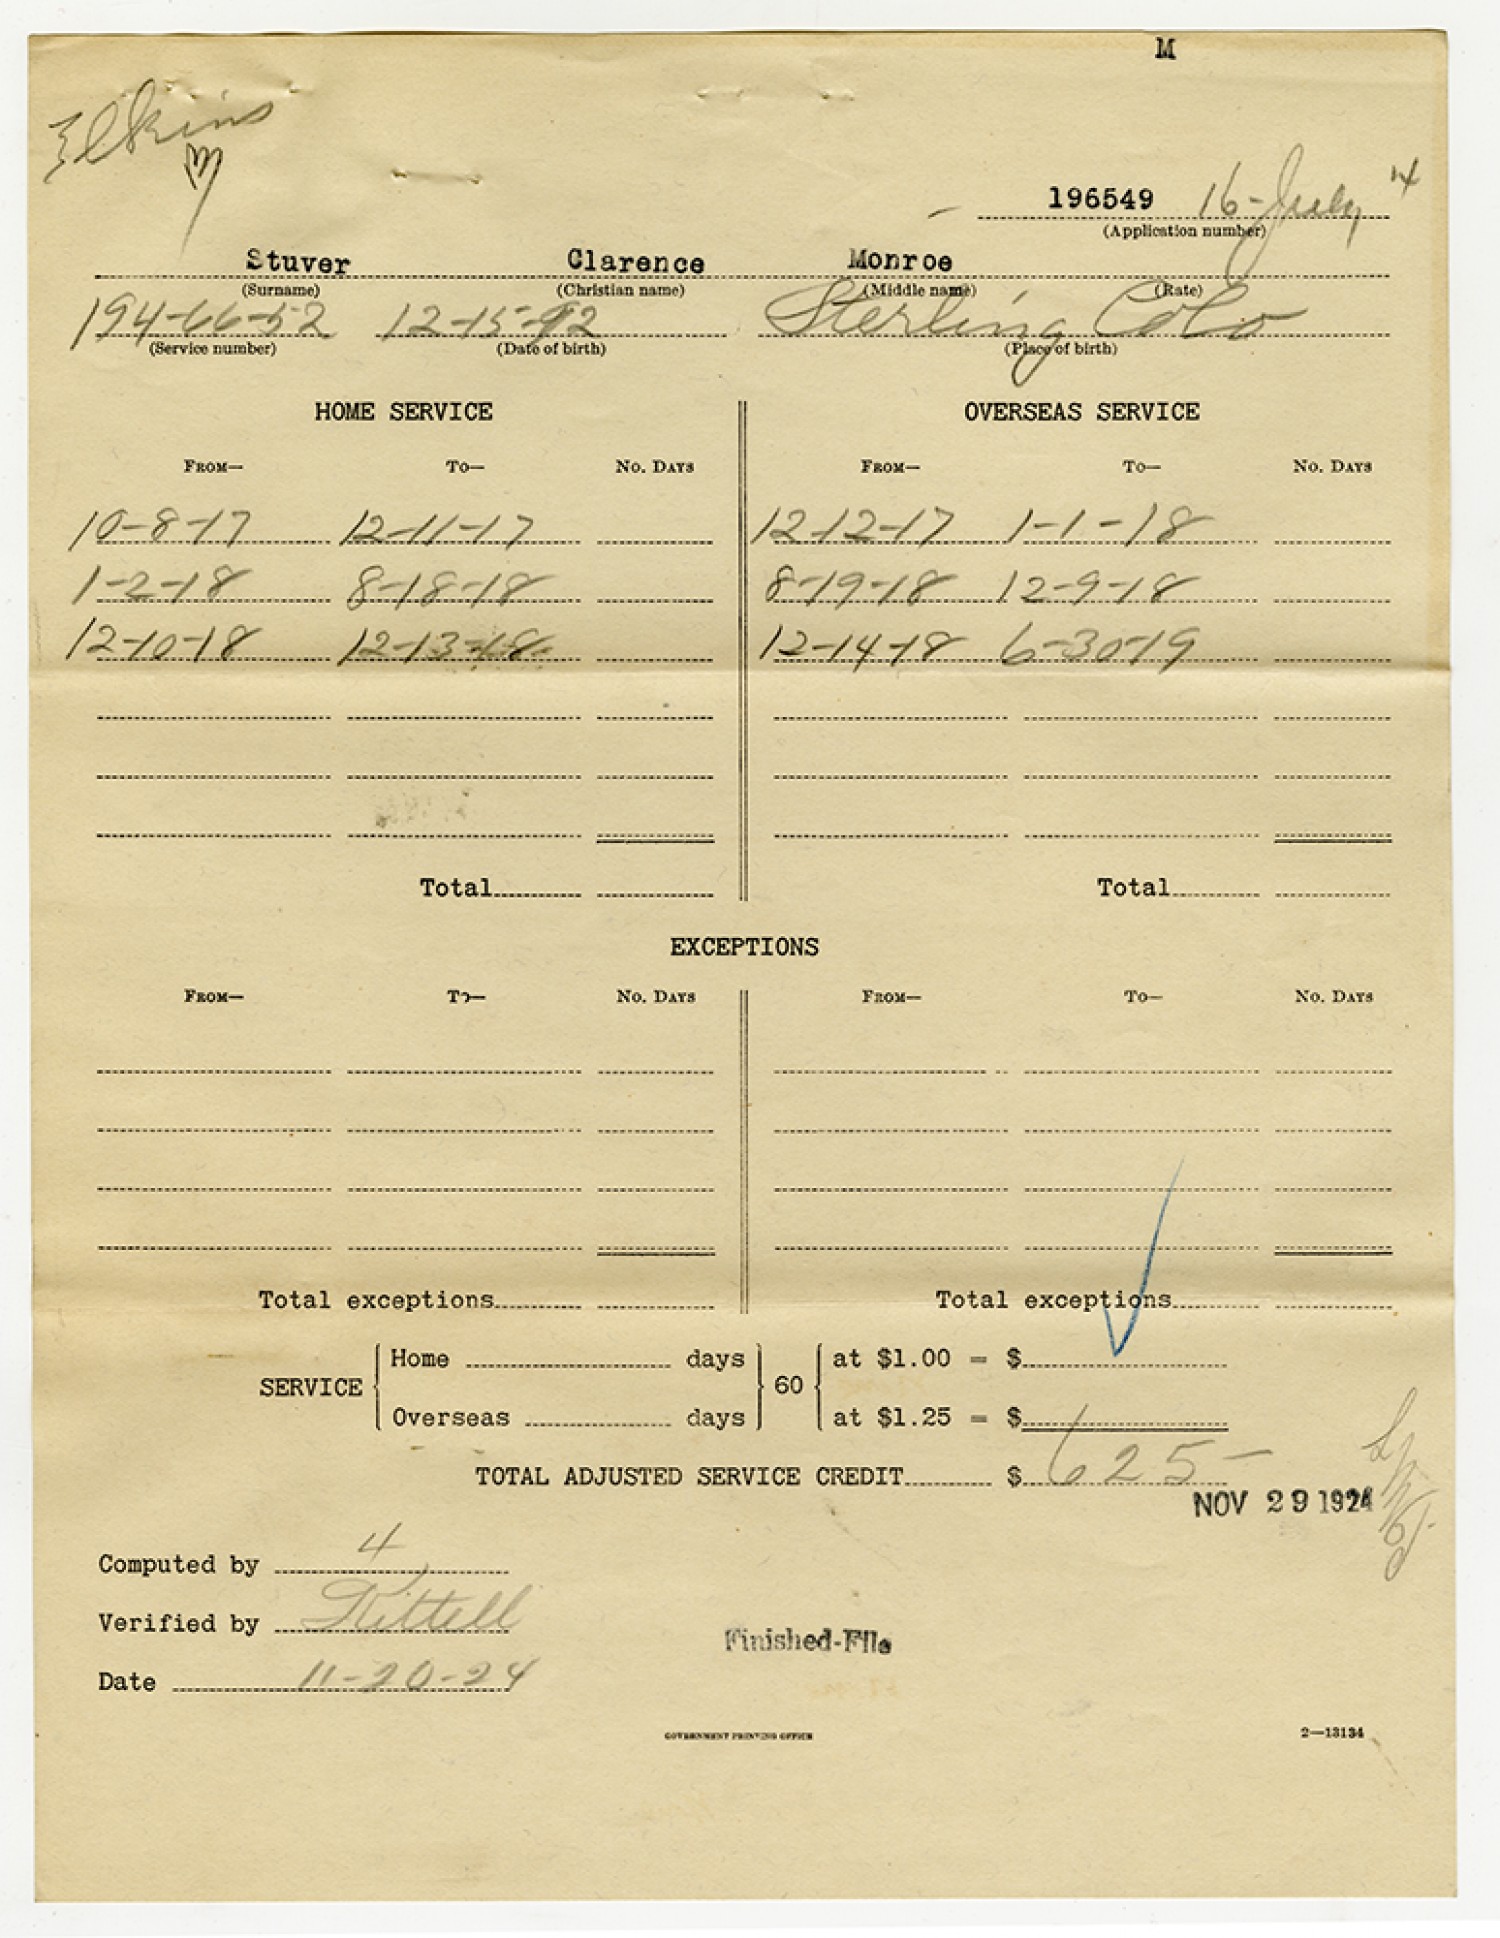 M
Elkins
196549 16-July
(Application number)
Stuver Clarence Monroe
(Surname) (Christian name) (Middle name) (Rate)
194-66-52 12-15-92 Sterling Colo
(Service number) (Date of birth) (Place of birth)
HOME SERVICE OVERSEAS SERVICE
FROM— TO— NO. DAYS FROM— TO— NO. DAYS
10-8-17 12-11-17 12-12-17 1-1-18
1-2-18 8-18-18 8-19-18 12-9-18
12-10-18 12-13-18 12-14-18 6-30-19
Total Total
EXCEPTIONS
FROM— TO— NO. DAYS FROM— TO— NO. DAYS
Total exceptions Total exceptions
Home days at $1.00 = $
SERVICE 60
Overseas days at $1.25 = $
TOTAL ADJUSTED SERVICE CREDIT $ 625-
NOV 29 1924
Computed by 4
Verified by Kittell
Finished-File
Date 11-20-24
GOVERNMENT PRINTING OFFICE 2—13134